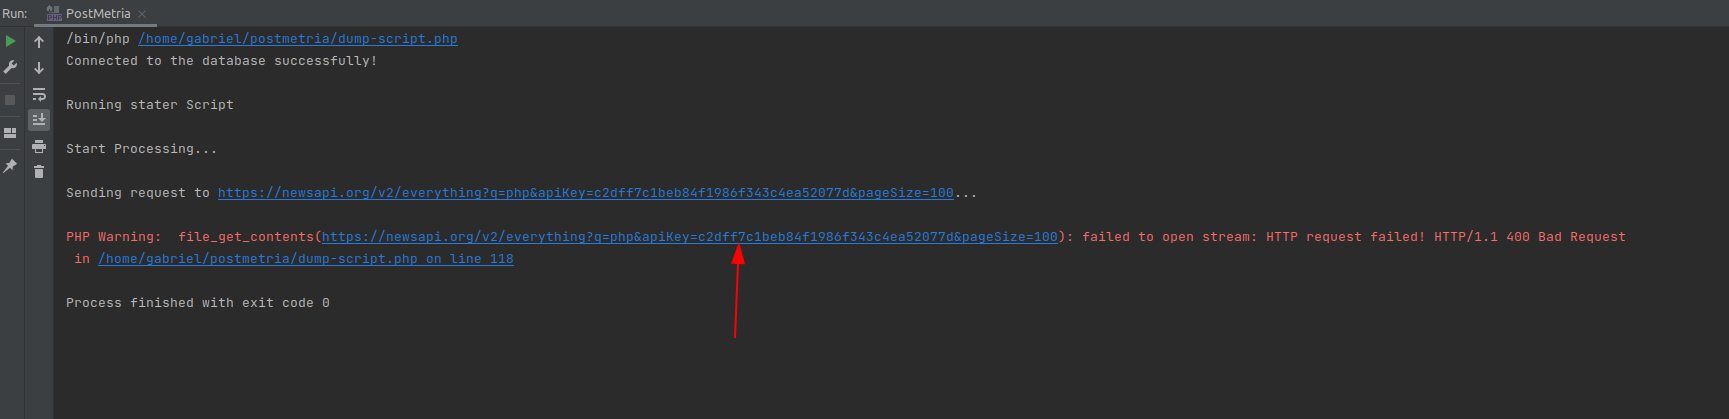 Run: PostMetria
/bin/php /home/gabriel/postmetria/dump-script.php
Connected to the database successfully!
Running stater Script
Start Processing...
Sending request to https://newsapi.org/v2/everything?q=php&apiKey=c2dff7c1beb84f1986f343c4ea52077d&pageSize=100...
PHP Warning:  file_get_contents(https://newsapi.org/v2/everything?q=php&apiKey=c2dff7c1beb84f1986f343c4ea52077d&pageSize=100): failed to open stream: HTTP request failed! HTTP/1.1 400 Bad Request
in /home/gabriel/postmetria/dump-script.php on line 118
Process finished with exit code 0